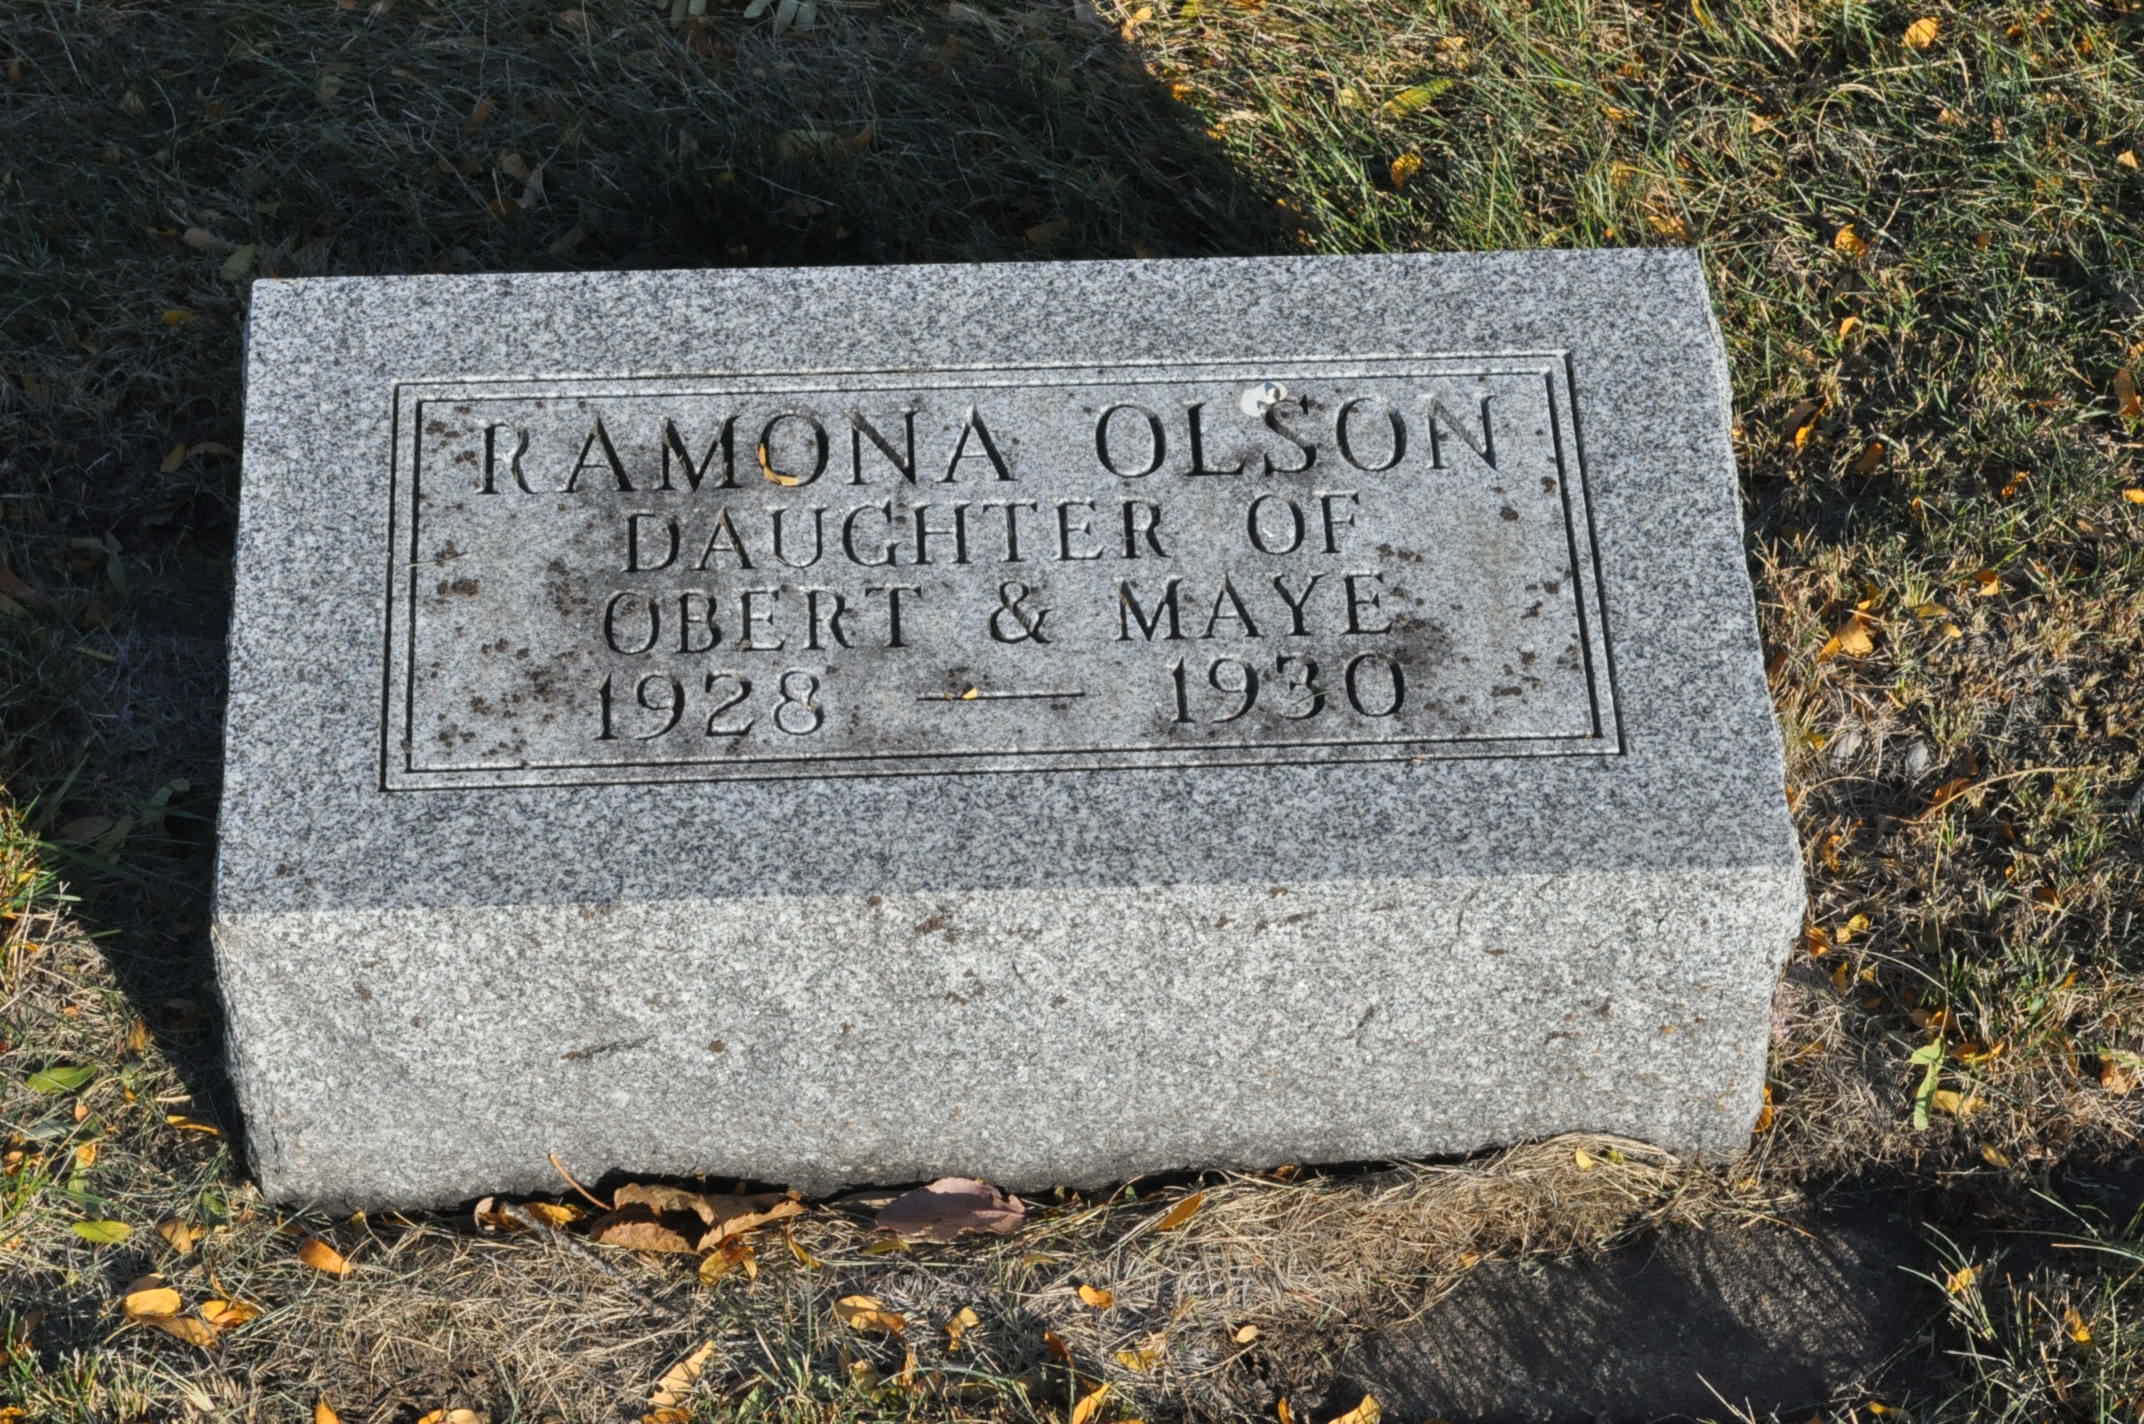 RAMONA OLSON
DAUGHTER OF
OBERT & MAYE
1928 — 1930